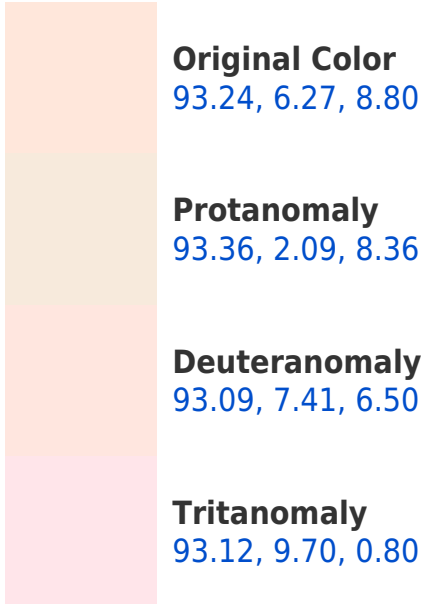 Original Color
93.24, 6.27, 8.80
Protanomaly
93.36, 2.09, 8.36
Deuteranomaly
93.09, 7.41, 6.50
Tritanomaly
93.12, 9.70, 0.80